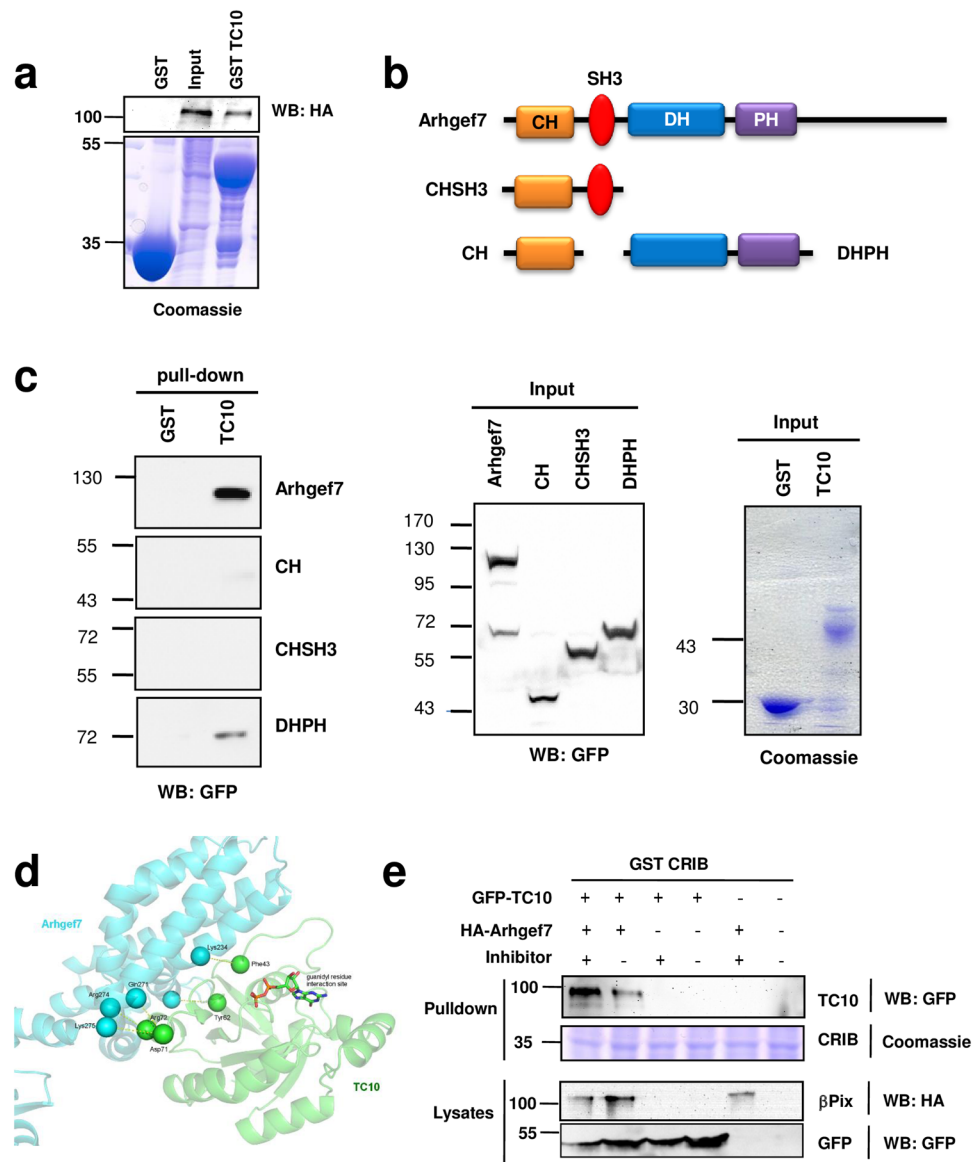 a
GST
Input
GST TC10
WB: HA
100
55
35
Coomassie
b
SH3
Arhgef7
CH
DH
PH
CHSH3
CH
DHPH
c
pull-down
GST
TC10
130
Arhgef7
55
CH
43
72
CHSH3
55
DHPH
72
WB: GFP
Input
Arhgef7
CH
CHSH3
DHPH
170
130
95
72
55
43
WB: GFP
Input
GST
TC10
43
30
Coomassie
d
Arhgef7
Lys234
Phe43
guanidyl residue
interaction site
Arg274
Gln271
Lys275
Arg72
Tyr62
Asp71
TC10
e
GST CRIB
GFP-TC10 + + + + - -
HA-Arhgef7 + + - - + -
Inhibitor + - + - + -
Pulldown
100
TC10 WB: GFP
35
CRIB Coomassie
Lysates
100
βPix WB: HA
55
GFP WB: GFP